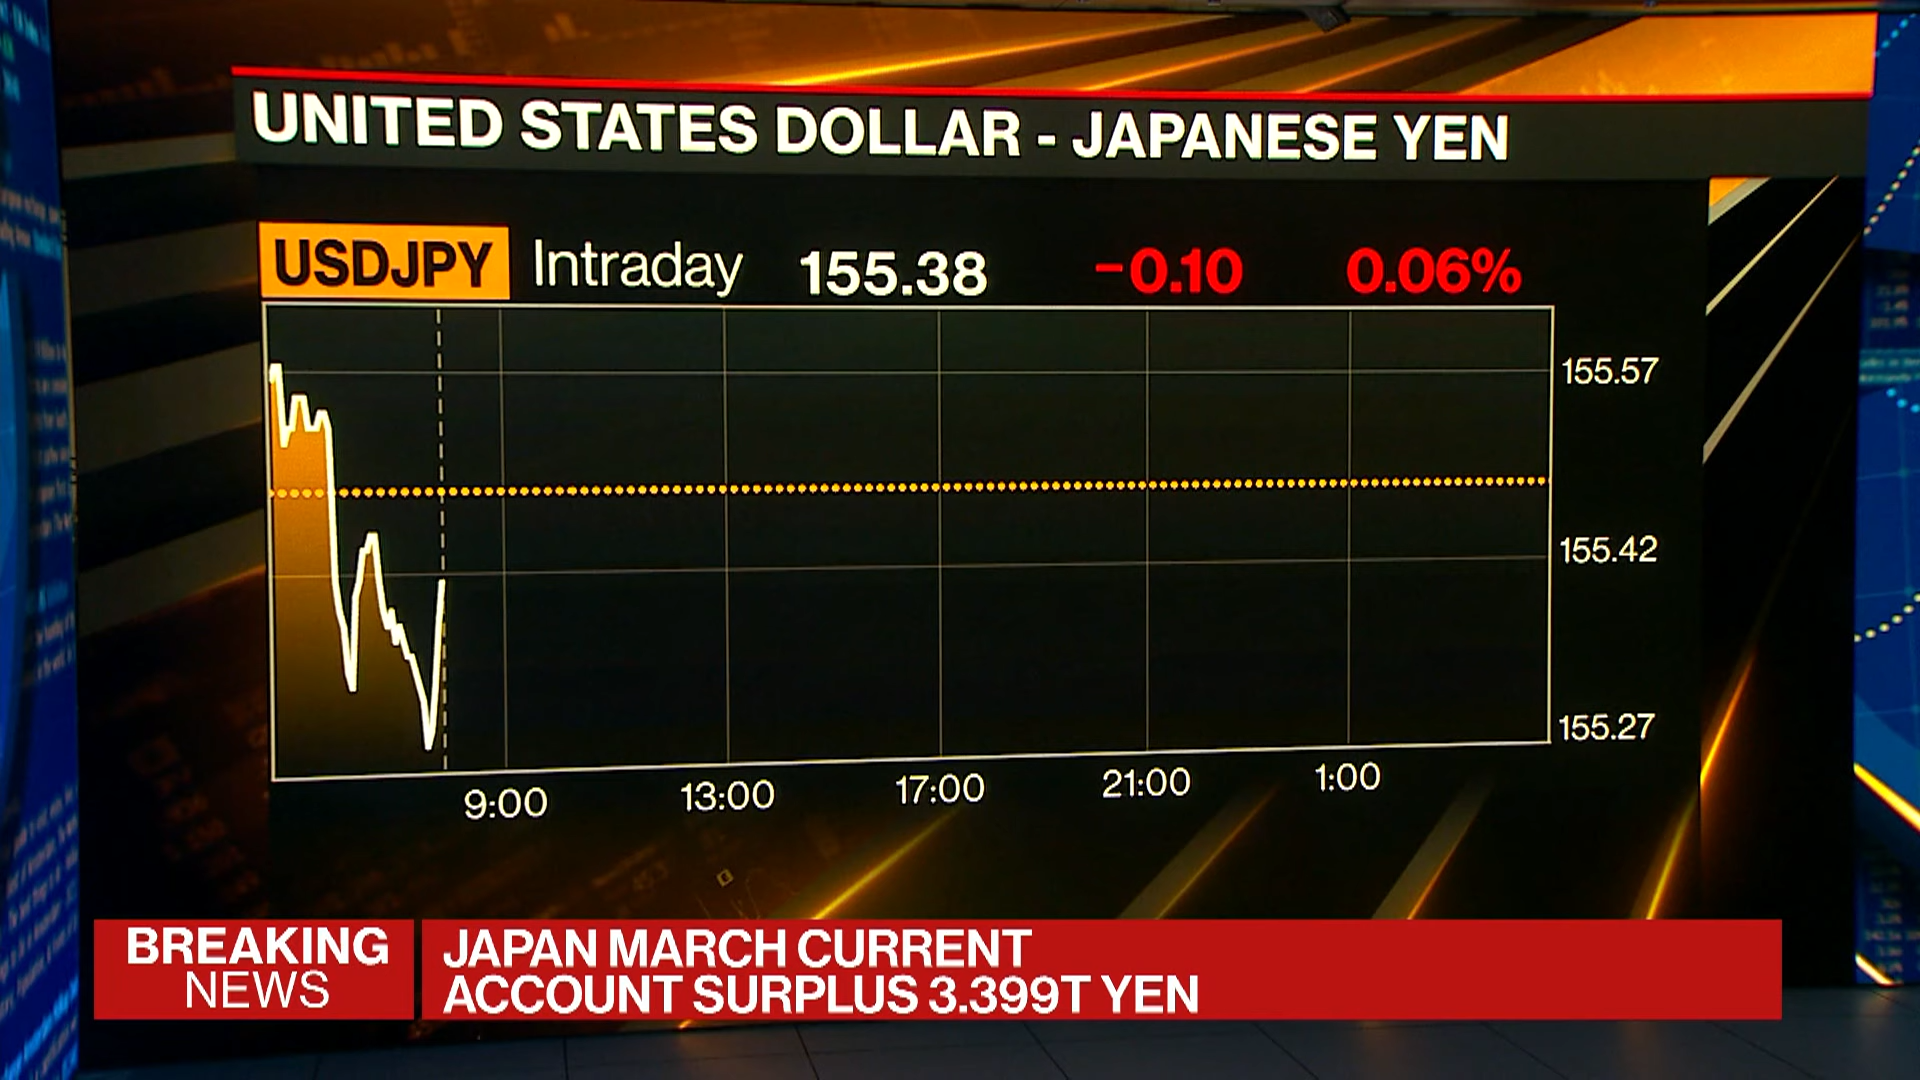 UNITED STATES DOLLAR - JAPANESE YEN
USDJPY Intraday 155.38 -0.10 0.06%
155.57
155.42
155.27
9:00 13:00 17:00 21:00 1:00
BREAKING
NEWS
JAPAN MARCH CURRENT
ACCOUNT SURPLUS 3.399T YEN